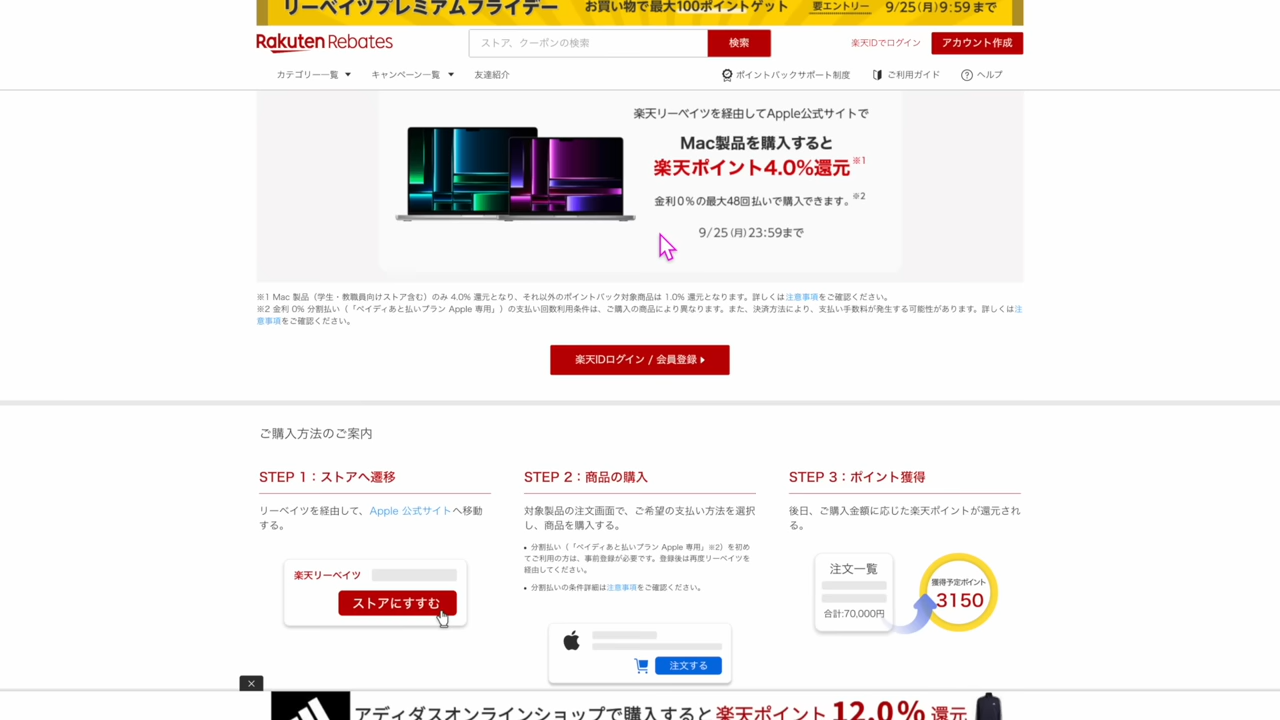 リーベイツプレミアムフライデー
お買い物で最大100ポイントゲット
要エントリー
9/25(月)9:59まで
Rakuten Rebates
ストア、クーポンの検索
検索
楽天IDでログイン
アカウント作成
カテゴリー一覧
キャンペーン一覧
友達紹介
ポイントバックサポート制度
ご利用ガイド
ヘルプ
楽天リーベイツを経由してApple公式サイトで
Mac製品を購入すると
楽天ポイント4.0%還元※1
金利0%の最大48回払いで購入できます。※2
9/25(月)23:59まで
※1 Mac 製品（学生・教職員向けストア含む）のみ 4.0% 還元となり、それ以外のポイントバック対象商品は 1.0% 還元となります。詳しくは注意事項をご確認ください。
※2 金利 0% 分割払い（「ペイディあと払いプラン Apple 専用」）の支払い回数利用条件は、ご購入の商品により異なります。また、決済方法により、支払い手数料が発生する可能性があります。詳しくは注
意事項をご確認ください。
楽天IDログイン / 会員登録
ご購入方法のご案内
STEP 1：ストアへ遷移
リーベイツを経由して、Apple 公式サイトへ移動
する。
楽天リーベイツ
ストアにすすむ
STEP 2：商品の購入
対象製品の注文画面で、ご希望の支払い方法を選択
し、商品を購入する。
• 分割払い（「ペイディあと払いプラン Apple 専用」※2）を初め
てご利用の方は、事前登録が必要です。登録後は再度リーベイツを
経由してください。
• 分割払いの条件詳細は注意事項をご確認ください。
注文する
STEP 3：ポイント獲得
後日、ご購入金額に応じた楽天ポイントが還元され
る。
注文一覧
合計:70,000円
獲得予定ポイント
3150
アディダスオンラインショップで購入すると楽天ポイント12.0%還元